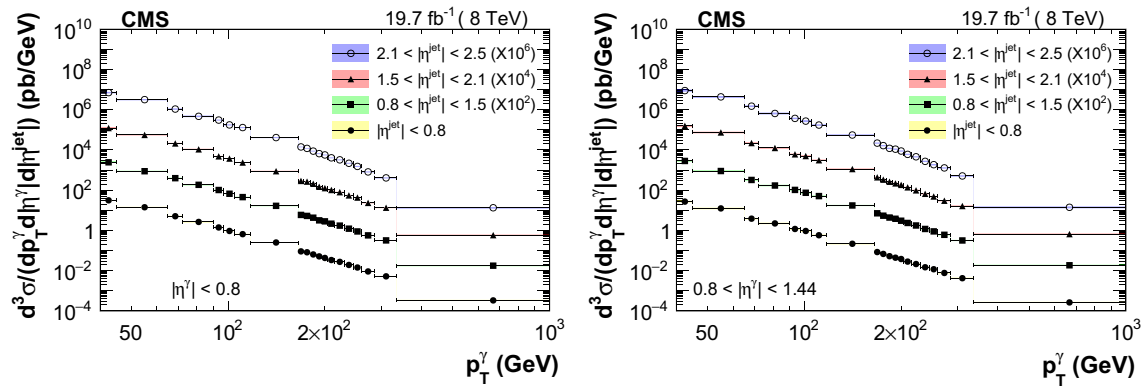 CMS 19.7 fb⁻¹ ( 8 TeV)
d³σ/(dp_T^γ d|η^γ|d|η^jet|) (pb/GeV)
10¹⁰
10⁸
10⁶
10⁴
10²
1
10⁻²
10⁻⁴
2.1 < |η^jet| < 2.5 (X10⁶)
1.5 < |η^jet| < 2.1 (X10⁴)
0.8 < |η^jet| < 1.5 (X10²)
|η^jet| < 0.8
|η^γ| < 0.8
50 10² 2×10² 10³
p_T^γ (GeV)
CMS 19.7 fb⁻¹ ( 8 TeV)
d³σ/(dp_T^γ d|η^γ|d|η^jet|) (pb/GeV)
10¹⁰
10⁸
10⁶
10⁴
10²
1
10⁻²
10⁻⁴
2.1 < |η^jet| < 2.5 (X10⁶)
1.5 < |η^jet| < 2.1 (X10⁴)
0.8 < |η^jet| < 1.5 (X10²)
|η^jet| < 0.8
0.8 < |η^γ| < 1.44
50 10² 2×10² 10³
p_T^γ (GeV)